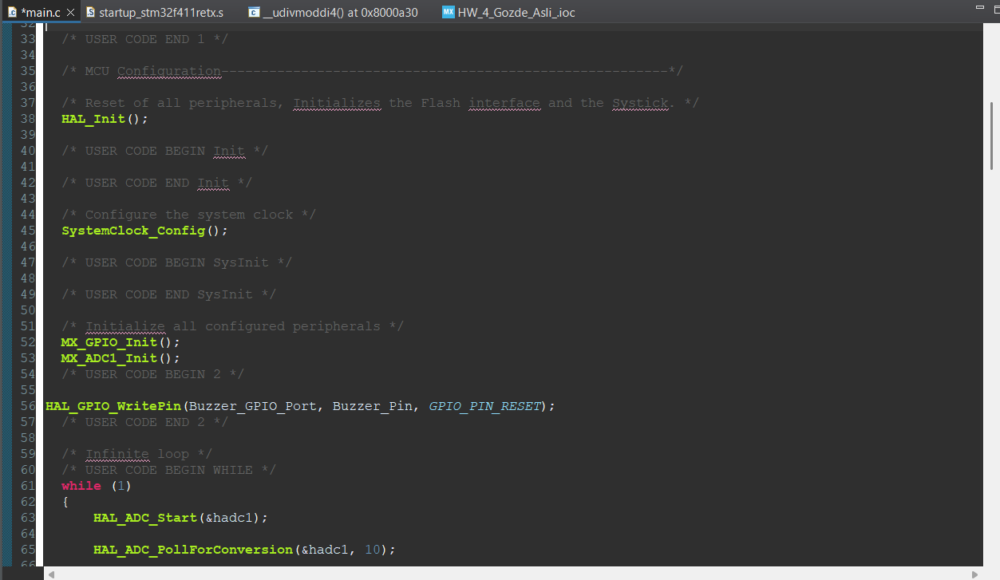 *main.c startup_stm32f411retx.s __udivmoddi4() at 0x8000a30 MX HW_4_Gozde_Asli_.ioc
32
33 /* USER CODE END 1 */
34
35 /* MCU Configuration--------------------------------------------------------*/
36
37 /* Reset of all peripherals, Initializes the Flash interface and the Systick. */
38 HAL_Init();
39
40 /* USER CODE BEGIN Init */
41
42 /* USER CODE END Init */
43
44 /* Configure the system clock */
45 SystemClock_Config();
46
47 /* USER CODE BEGIN SysInit */
48
49 /* USER CODE END SysInit */
50
51 /* Initialize all configured peripherals */
52 MX_GPIO_Init();
53 MX_ADC1_Init();
54 /* USER CODE BEGIN 2 */
55
56 HAL_GPIO_WritePin(Buzzer_GPIO_Port, Buzzer_Pin, GPIO_PIN_RESET);
57 /* USER CODE END 2 */
58
59 /* Infinite loop */
60 /* USER CODE BEGIN WHILE */
61 while (1)
62 {
63 HAL_ADC_Start(&hadc1);
64
65 HAL_ADC_PollForConversion(&hadc1, 10);
66